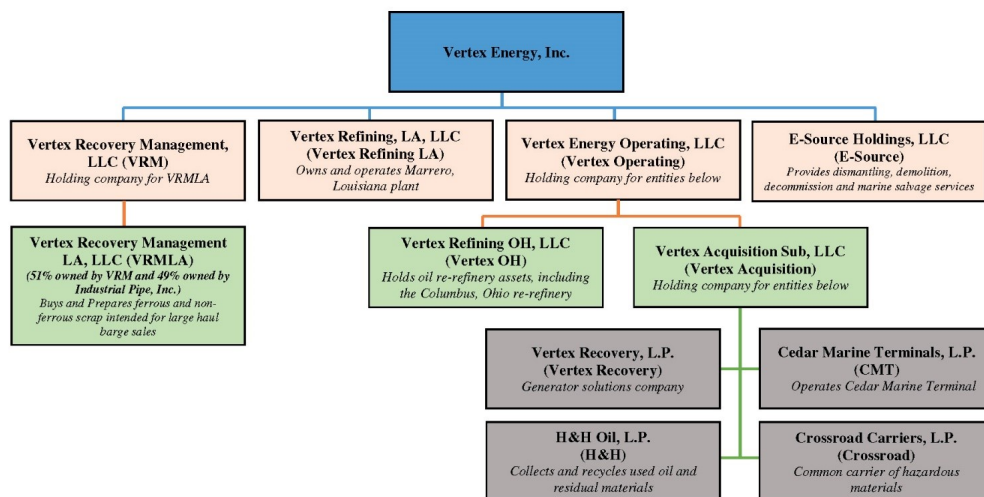 Vertex Energy, Inc.
Vertex Recovery Management,
LLC (VRM)
Holding company for VRMLA
Vertex Refining, LA, LLC
(Vertex Refining LA)
Owns and operates Marrero,
Louisiana plant
Vertex Energy Operating, LLC
(Vertex Operating)
Holding company for entities below
E-Source Holdings, LLC
(E-Source)
Provides dismantling, demolition,
decommission and marine salvage services
Vertex Recovery Management
LA, LLC (VRMLA)
(51% owned by VRM and 49% owned by
Industrial Pipe, Inc.)
Buys and Prepares ferrous and non-
ferrous scrap intended for large haul
barge sales
Vertex Refining OH, LLC
(Vertex OH)
Holds oil re-refinery assets, including
the Columbus, Ohio re-refinery
Vertex Acquisition Sub, LLC
(Vertex Acquisition)
Holding company for entities below
Vertex Recovery, L.P.
(Vertex Recovery)
Generator solutions company
Cedar Marine Terminals, L.P.
(CMT)
Operates Cedar Marine Terminal
H&H Oil, L.P.
(H&H)
Collects and recycles used oil and
residual materials
Crossroad Carriers, L.P.
(Crossroad)
Common carrier of hazardous
materials